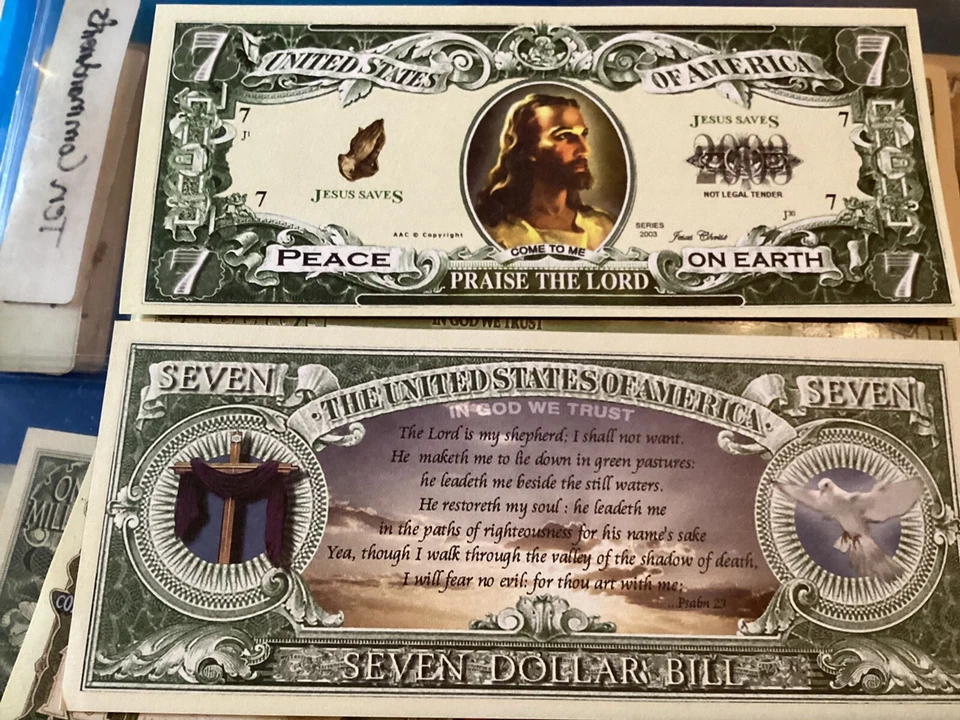 7 UNITED STATES OF AMERICA 7
7 JESUS SAVES 7
J1
2003
NOT LEGAL TENDER
7 JESUS SAVES J30 7
AAC © Copyright
SERIES
2003
Jesus Christ
COME TO ME
7 PEACE ON EARTH 7
PRAISE THE LORD
IN GOD WE TRUST
SEVEN THE UNITED STATES OF AMERICA SEVEN
IN GOD WE TRUST
The Lord is my shepherd; I shall not want.
He maketh me to lie down in green pastures:
he leadeth me beside the still waters.
He restoreth my soul : he leadeth me
in the paths of righteousness for his name's sake
Yea, though I walk through the valley of the shadow of death,
I will fear no evil: for thou art with me;
...Psalm 23
SEVEN DOLLAR BILL